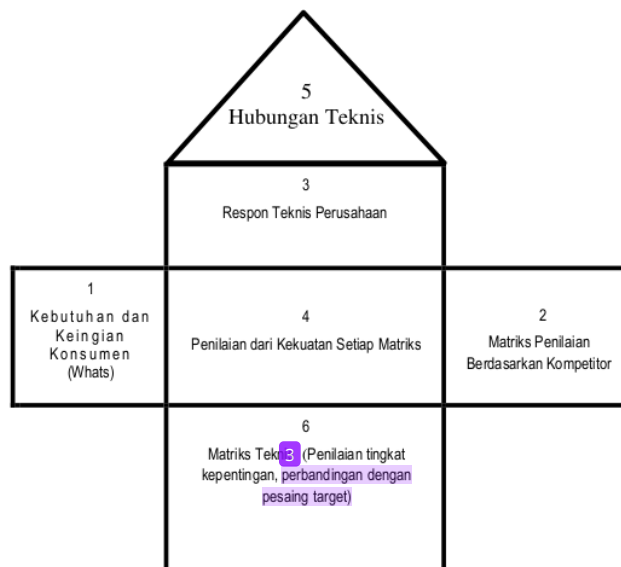 5
Hubungan Teknis
3
Respon Teknis Perusahaan
1
Kebutuhan dan
Keingian
Konsumen
(Whats)
4
Penilaian dari Kekuatan Setiap Matriks
2
Matriks Penilaian
Berdasarkan Kompetitor
6
Matriks 3 (Penilaian tingkat
kepentingan, perbandingan dengan
pesaing target)